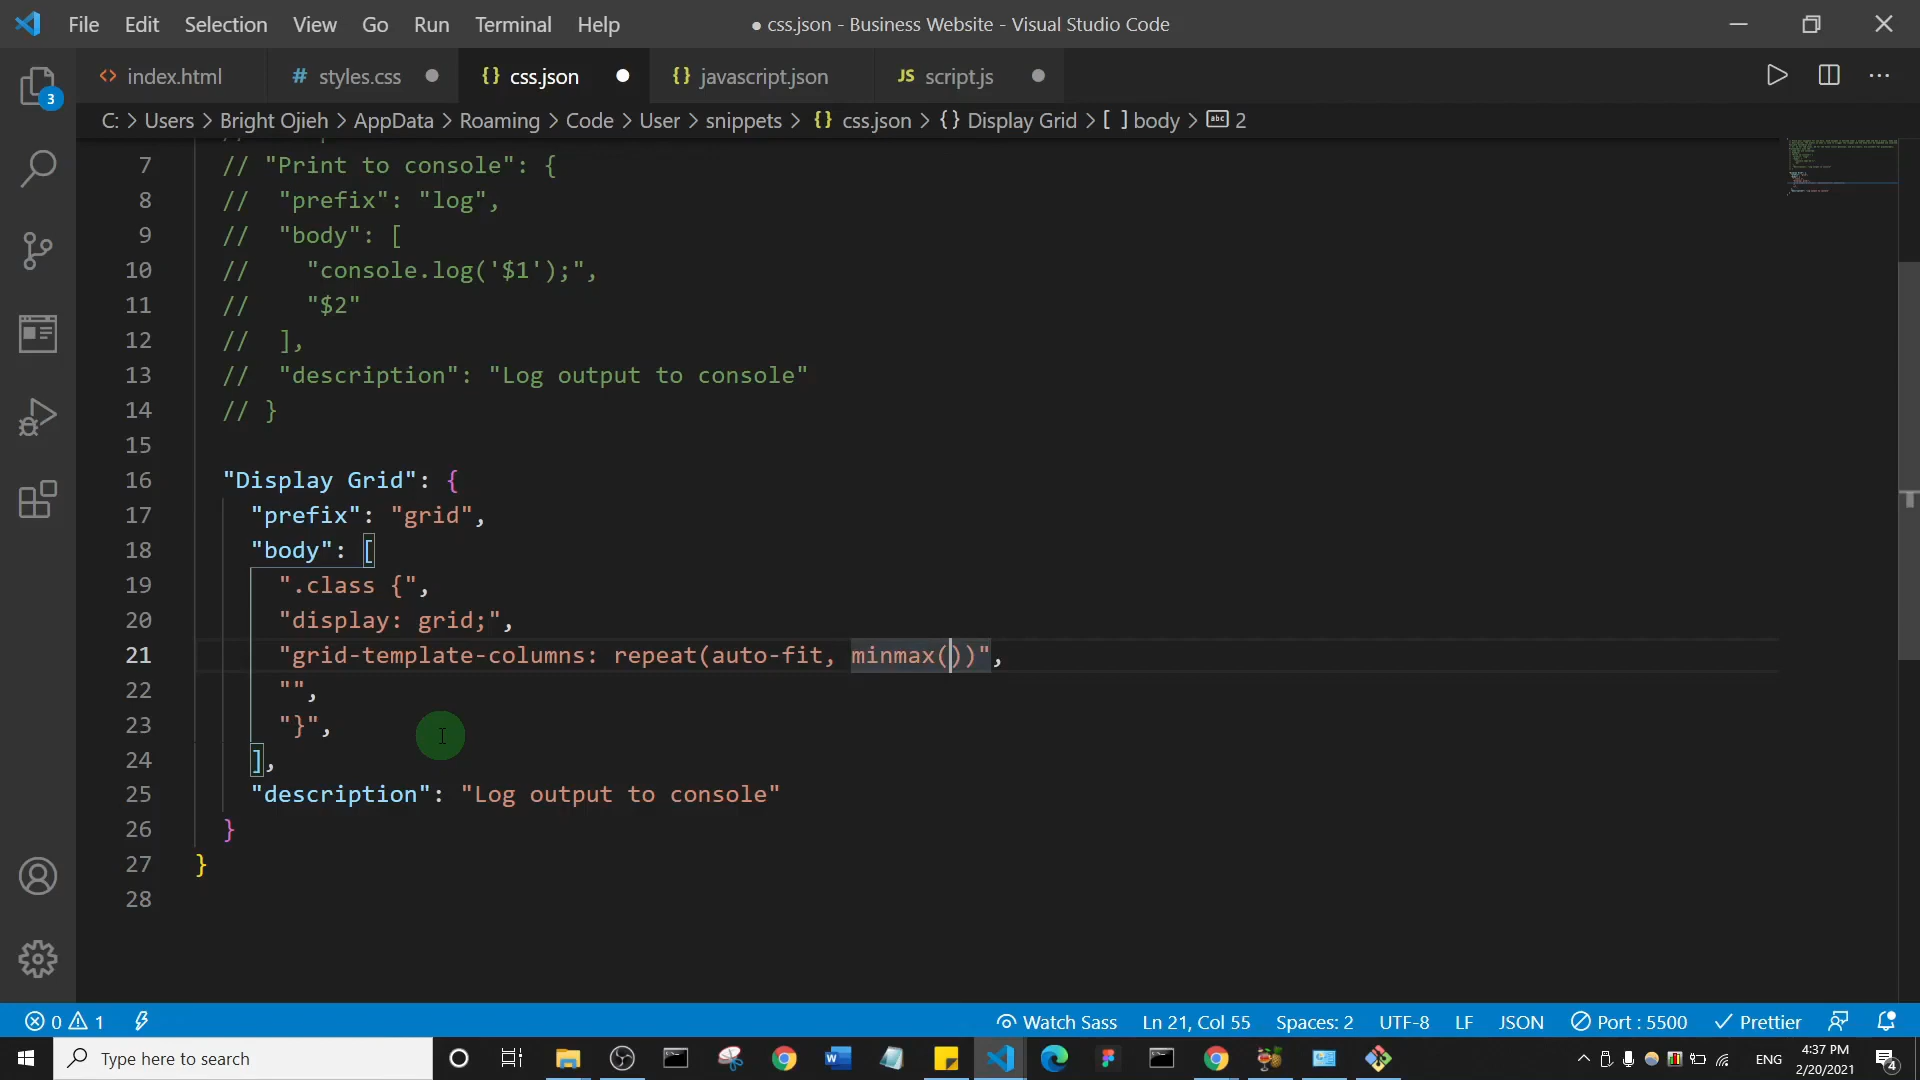 File Edit Selection View Go Run Terminal Help ● css.json - Business Website - Visual Studio Code
<> index.html # styles.css {} css.json {} javascript.json JS script.js
3
C: > Users > Bright Ojieh > AppData > Roaming > Code > User > snippets > {} css.json > {} Display Grid > [ ] body > abc 2
7 // "Print to console": {
8 //  "prefix": "log",
9 //  "body": [
10 //    "console.log('$1');",
11 //    "$2"
12 //  ],
13 //  "description": "Log output to console"
14 // }
15
16 "Display Grid": {
17 "prefix": "grid",
18 "body": [
19 ".class {",
20 "display: grid;",
21 "grid-template-columns: repeat(auto-fit, minmax())",
22 "",
23 "}",
24 ],
25 "description": "Log output to console"
26 }
27 }
28
0 1 Watch Sass Ln 21, Col 55 Spaces: 2 UTF-8 LF JSON Port : 5500 Prettier
Type here to search ENG 4:37 PM 4
2/20/2021